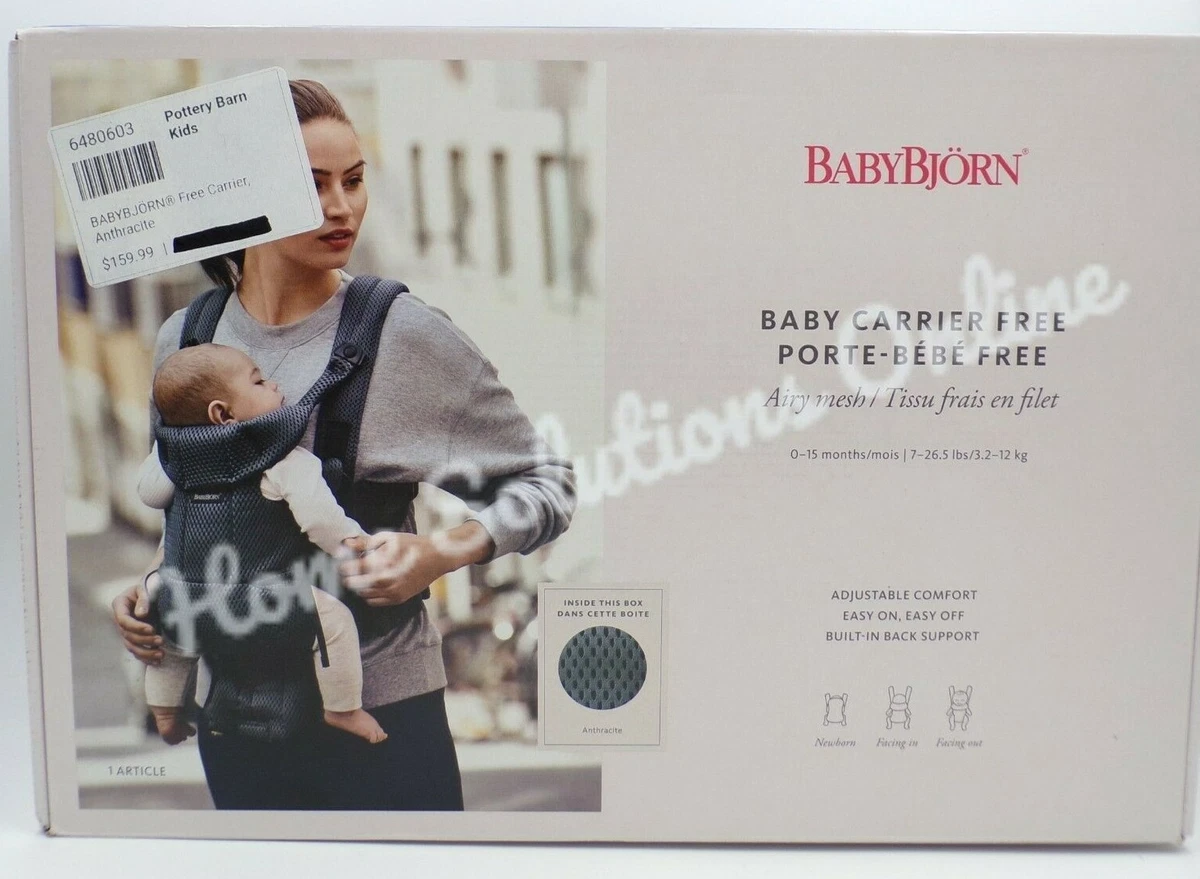 6480603
Pottery Barn
Kids
BABYBJÖRN® Free Carrier,
Anthracite
$159.99 |
BABYBJÖRN®
BABY CARRIER FREE
PORTE-BÉBÉ FREE
Airy mesh / Tissu frais en filet
0–15 months/mois | 7–26.5 lbs/3.2–12 kg
BABYBJÖRN
Home Solutions Online
INSIDE THIS BOX
DANS CETTE BOITE
Anthracite
ADJUSTABLE COMFORT
EASY ON, EASY OFF
BUILT-IN BACK SUPPORT
Newborn
Facing in
Facing out
1 ARTICLE